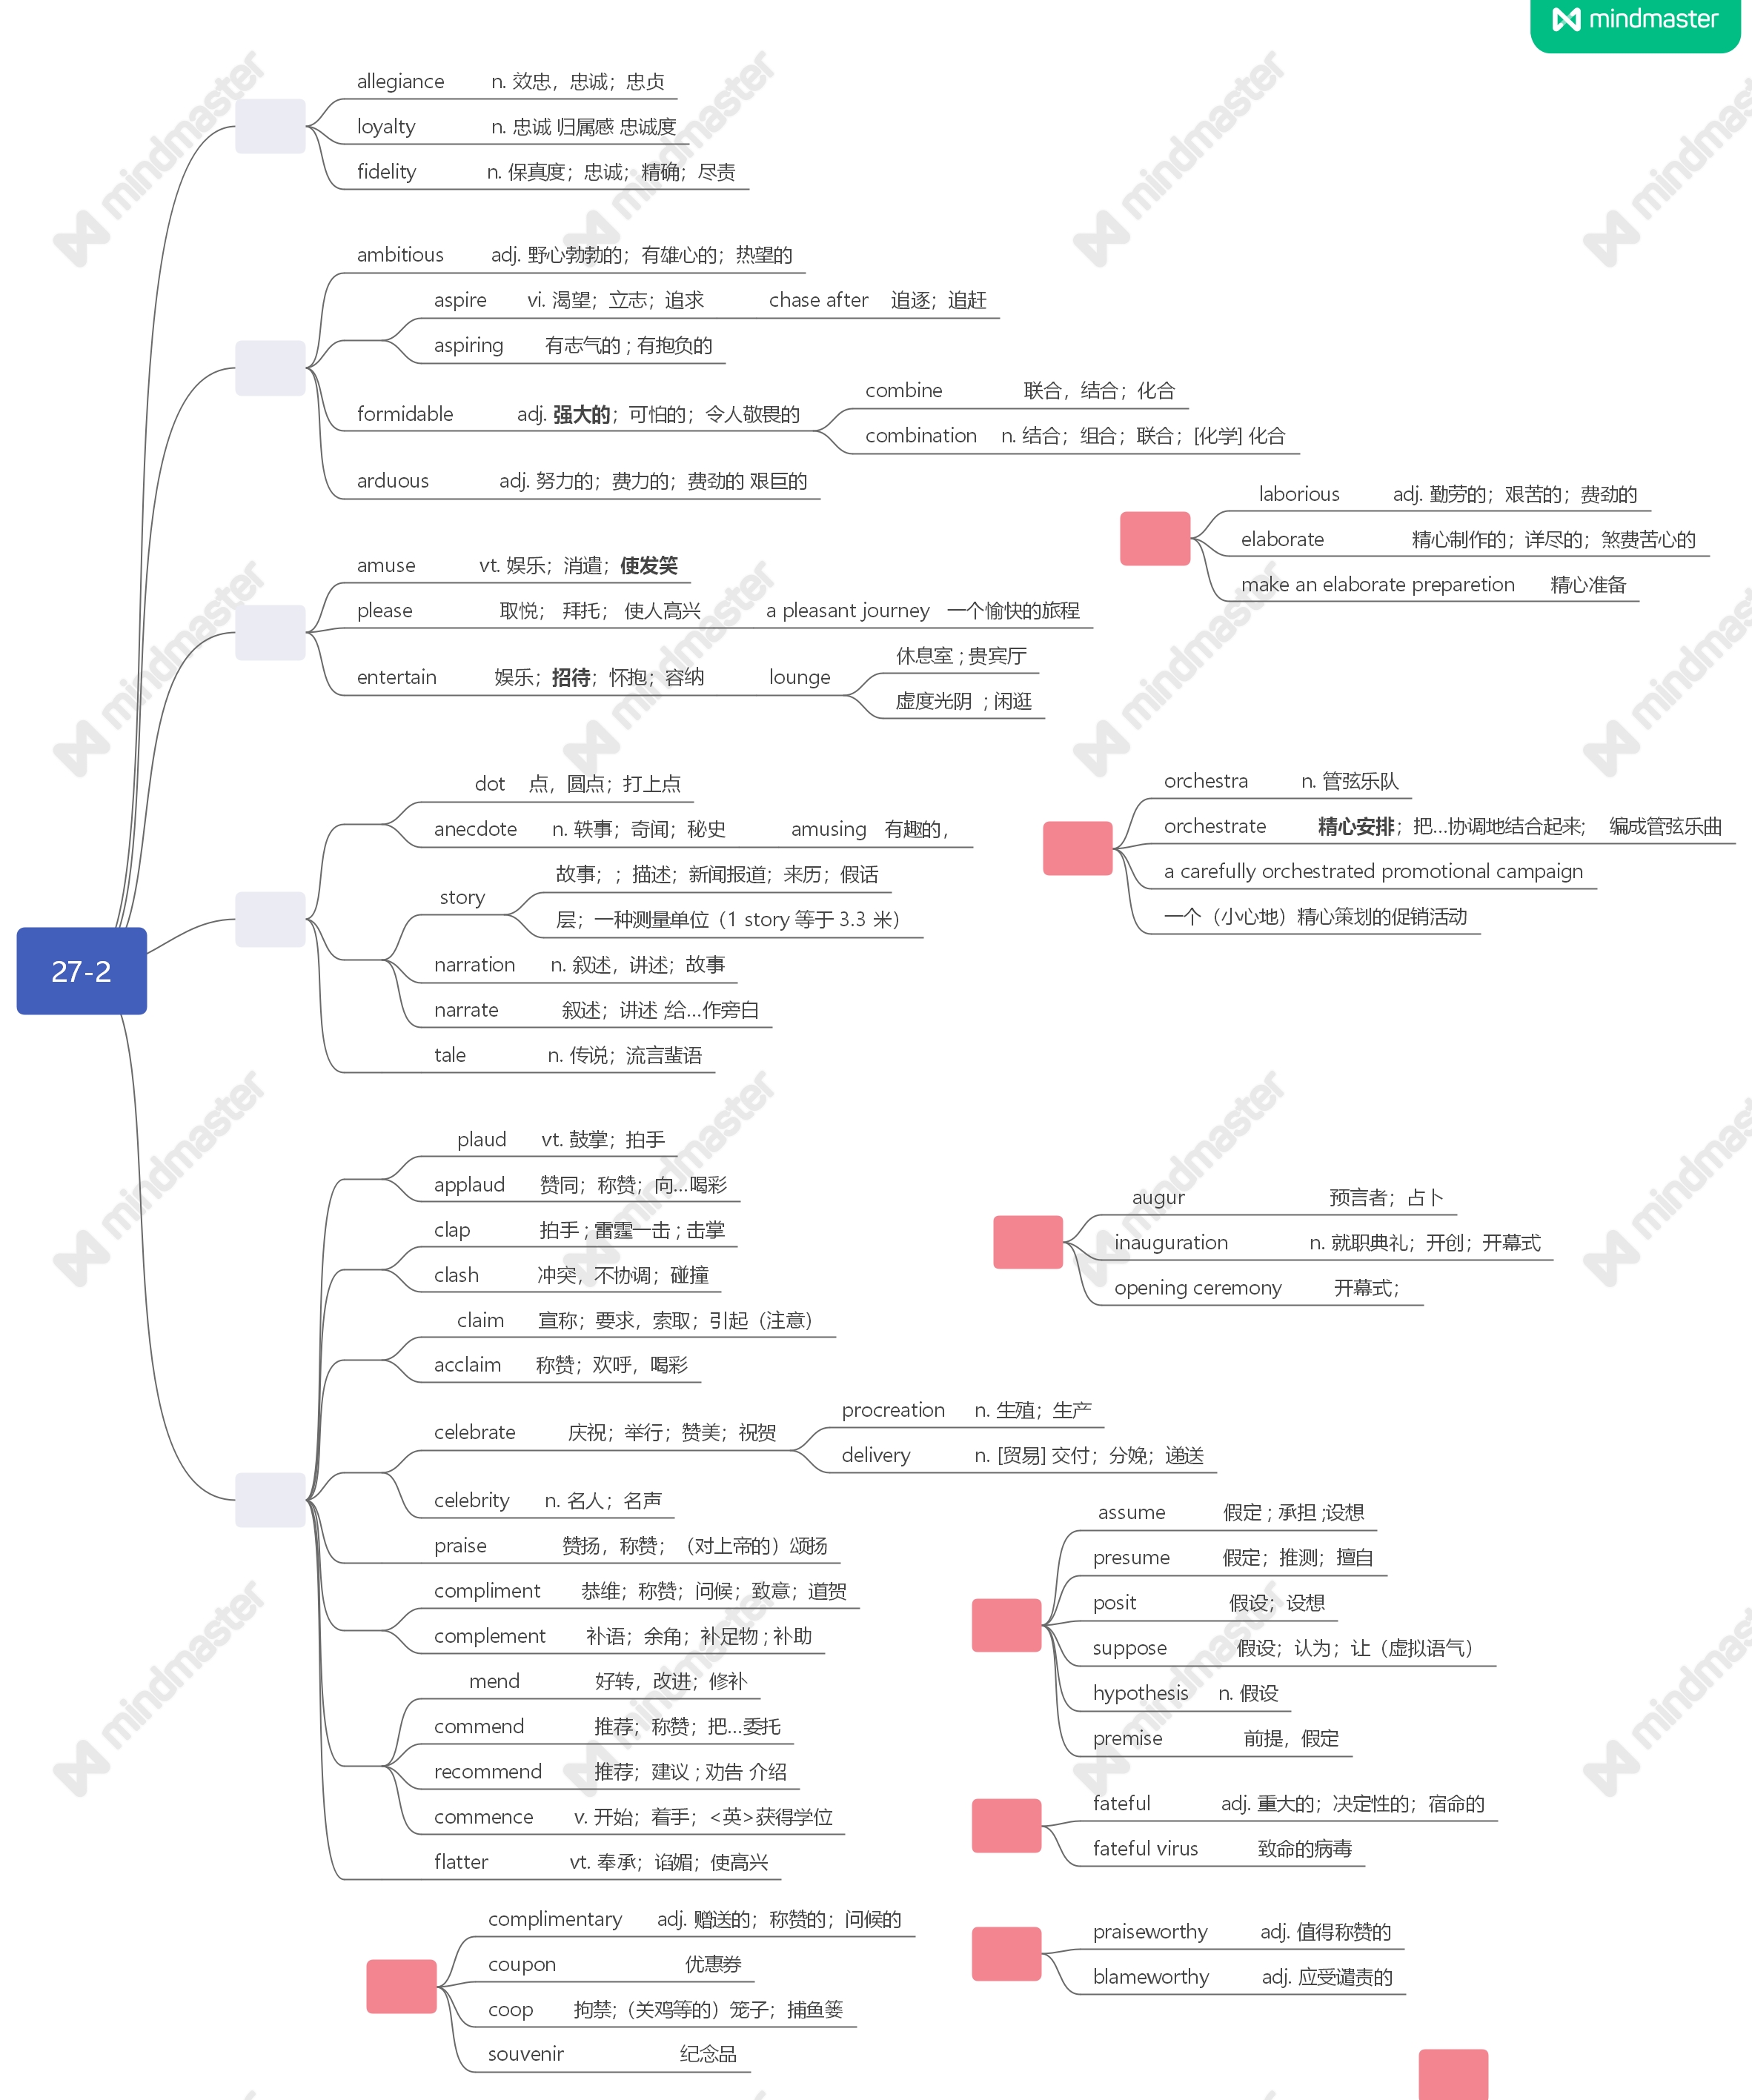 mindmaster
allegiance n. 效忠，忠诚；忠贞
loyalty n. 忠诚 归属感 忠诚度
fidelity n. 保真度；忠诚；精确；尽责
ambitious adj. 野心勃勃的；有雄心的；热望的
aspire vi. 渴望；立志；追求 chase after 追逐；追赶
aspiring 有志气的 ; 有抱负的
formidable adj. 强大的；可怕的；令人敬畏的
combine 联合，结合；化合
combination n. 结合；组合；联合；[化学] 化合
arduous adj. 努力的；费力的；费劲的 艰巨的
laborious adj. 勤劳的；艰苦的；费劲的
elaborate 精心制作的；详尽的；煞费苦心的
make an elaborate preparetion 精心准备
amuse vt. 娱乐；消遣；使发笑
please 取悦； 拜托； 使人高兴 a pleasant journey 一个愉快的旅程
entertain 娱乐；招待；怀抱；容纳 lounge
休息室 ; 贵宾厅
虚度光阴 ; 闲逛
dot 点，圆点；打上点
anecdote n. 轶事；奇闻；秘史 amusing 有趣的，
orchestra n. 管弦乐队
orchestrate 精心安排；把…协调地结合起来； 编成管弦乐曲
a carefully orchestrated promotional campaign
一个（小心地）精心策划的促销活动
story
故事；；描述；新闻报道；来历；假话
层；一种测量单位（1 story 等于 3.3 米）
narration n. 叙述，讲述；故事
narrate 叙述；讲述 ;给…作旁白
tale n. 传说；流言蜚语
27-2
plaud vt. 鼓掌；拍手
applaud 赞同；称赞；向…喝彩
clap 拍手 ; 雷霆一击 ; 击掌
clash 冲突，不协调；碰撞
claim 宣称；要求，索取；引起（注意）
acclaim 称赞；欢呼，喝彩
augur 预言者；占卜
inauguration n. 就职典礼；开创；开幕式
opening ceremony 开幕式；
celebrate 庆祝；举行；赞美；祝贺
procreation n. 生殖；生产
delivery n. [贸易] 交付；分娩；递送
celebrity n. 名人；名声
praise 赞扬，称赞；（对上帝的）颂扬
compliment 恭维；称赞；问候；致意；道贺
complement 补语；余角；补足物 ; 补助
mend 好转，改进；修补
commend 推荐；称赞；把…委托
recommend 推荐；建议 ; 劝告 介绍
commence v. 开始；着手；<英>获得学位
flatter vt. 奉承；谄媚；使高兴
assume 假定 ; 承担 ;设想
presume 假定；推测；擅自
posit 假设；设想
suppose 假设；认为；让（虚拟语气）
hypothesis n. 假设
premise 前提，假定
fateful adj. 重大的；决定性的；宿命的
fateful virus 致命的病毒
complimentary adj. 赠送的；称赞的；问候的
coupon 优惠券
coop 拘禁;（关鸡等的）笼子；捕鱼篓
souvenir 纪念品
praiseworthy adj. 值得称赞的
blameworthy adj. 应受谴责的